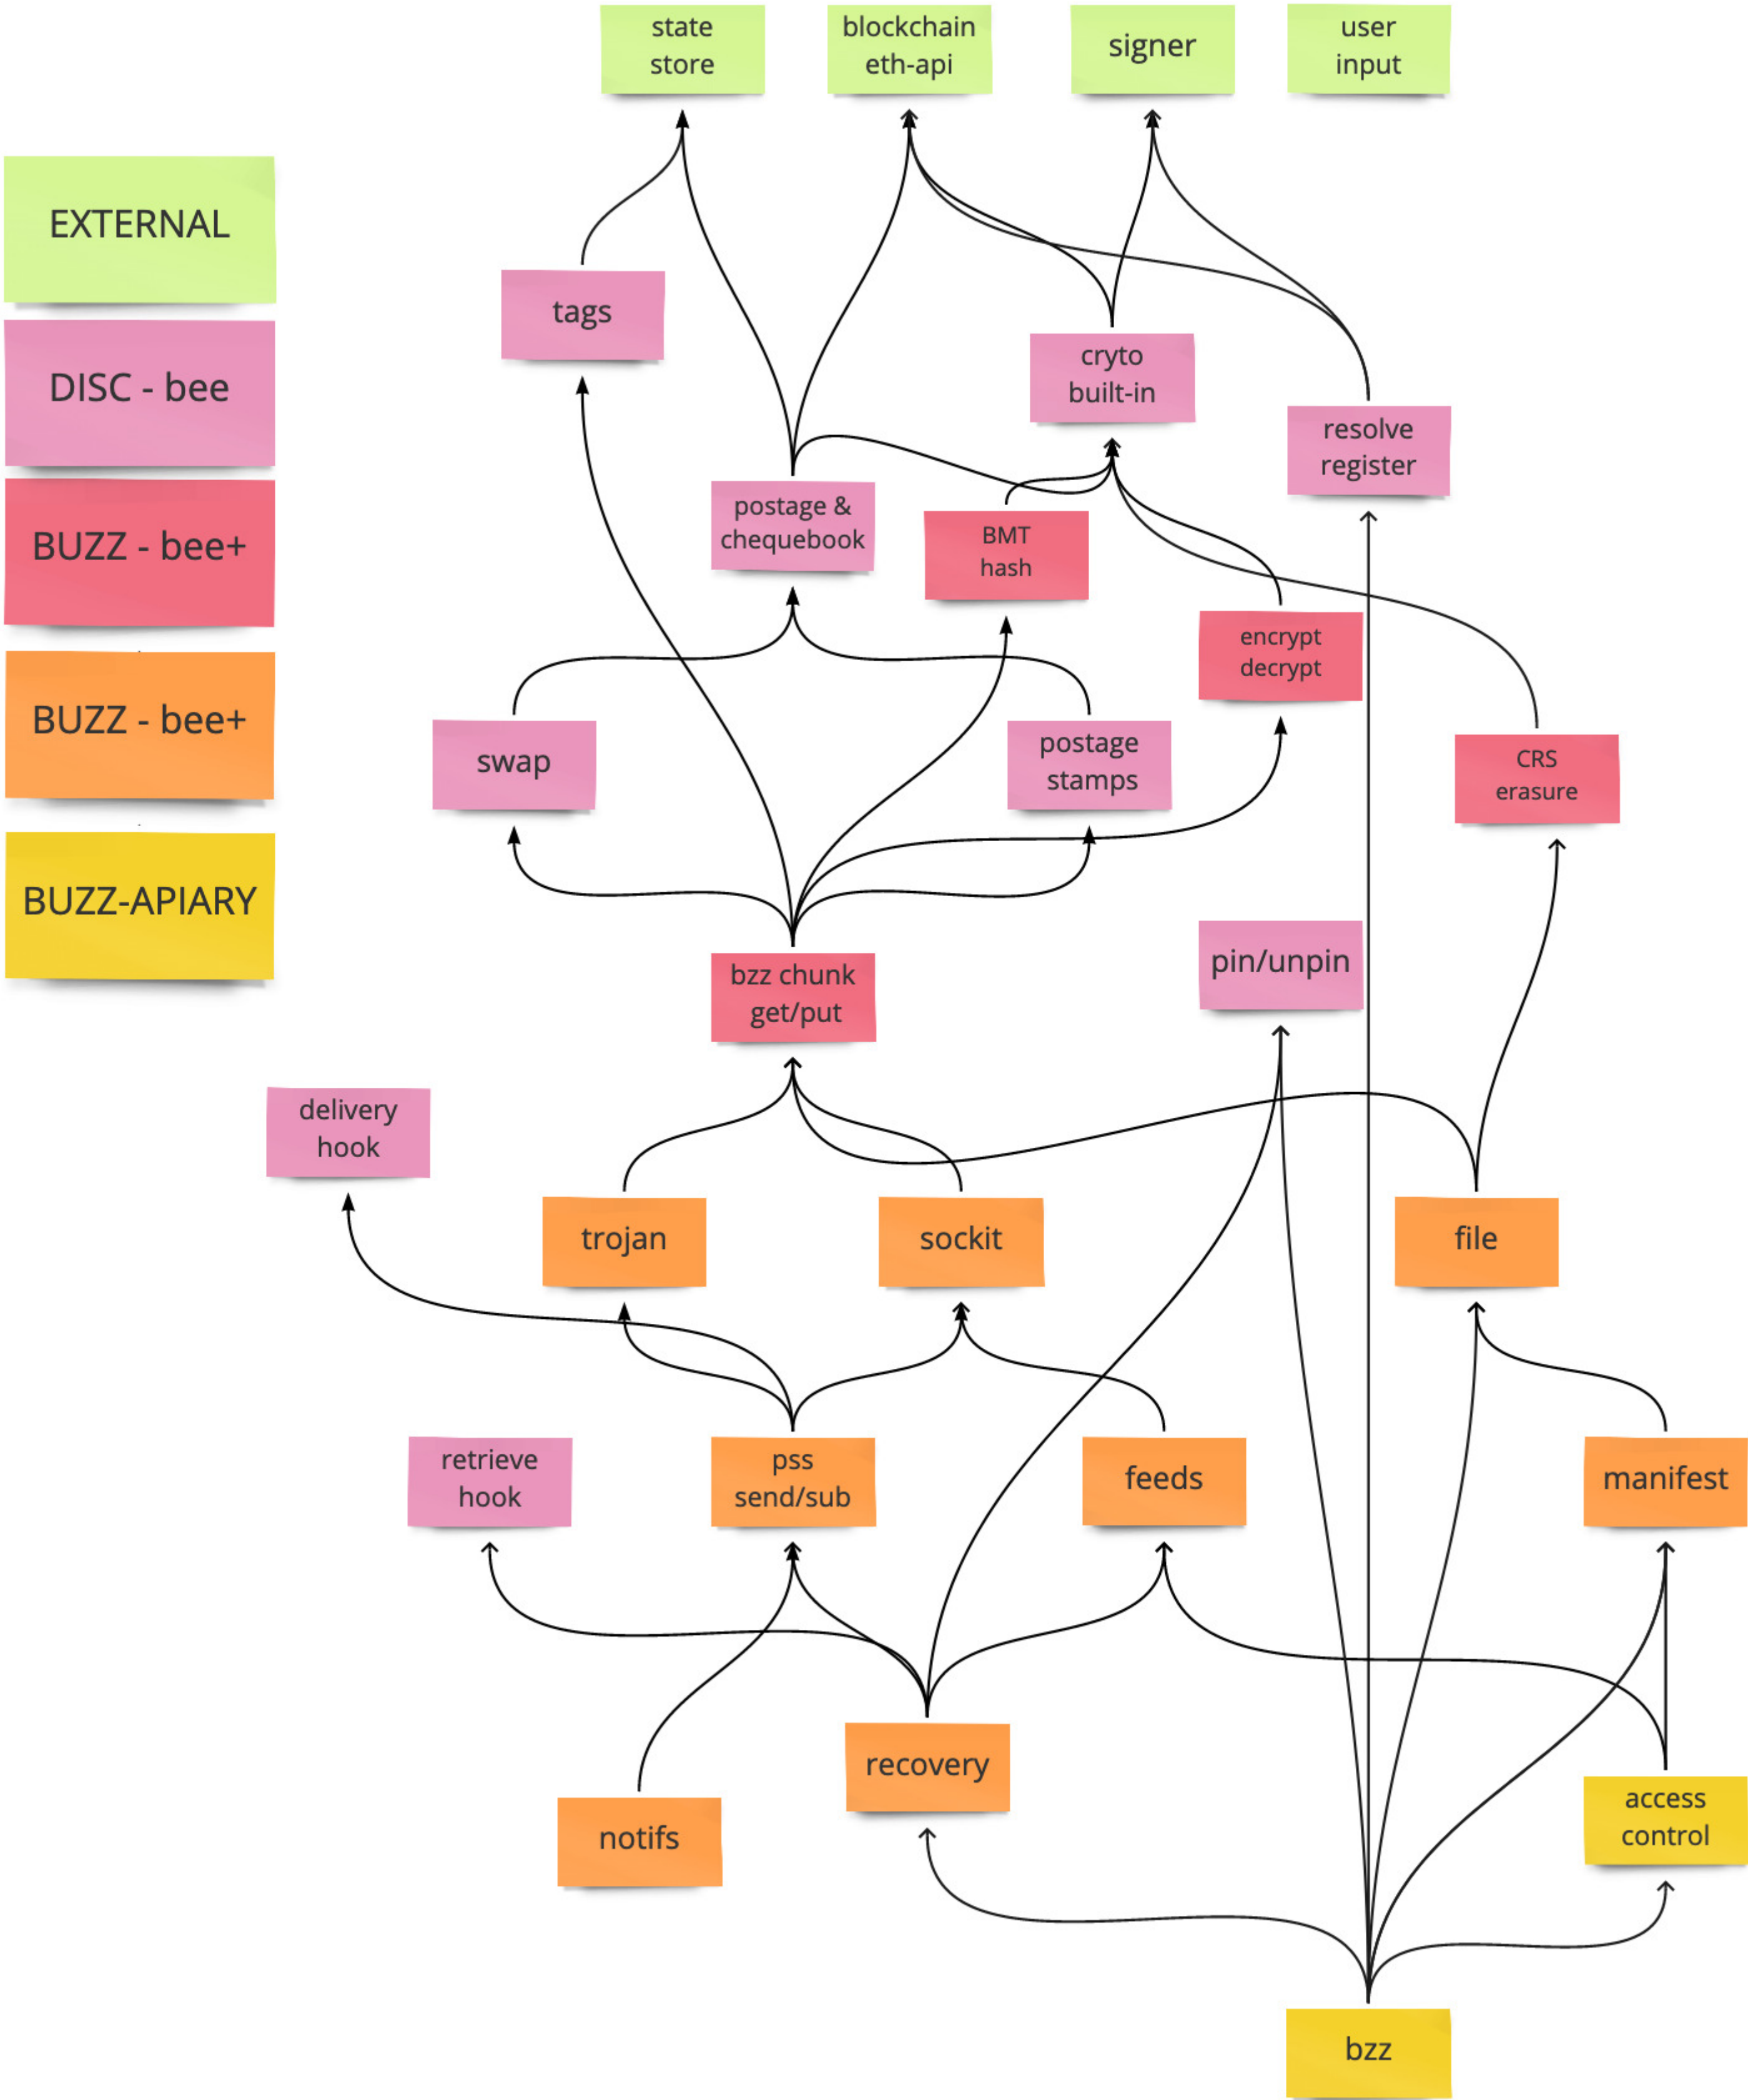 state
store
blockchain
eth-api
signer
user
input
EXTERNAL
DISC - bee
BUZZ - bee+
BUZZ - bee+
BUZZ-APIARY
tags
cryto
built-in
resolve
register
postage &
chequebook
BMT
hash
encrypt
decrypt
swap
postage
stamps
CRS
erasure
bzz chunk
get/put
pin/unpin
delivery
hook
trojan
sockit
file
retrieve
hook
pss
send/sub
feeds
manifest
recovery
notifs
access
control
bzz